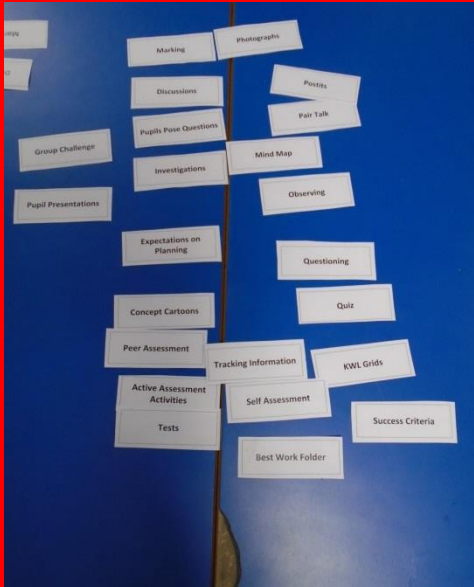 Marking
Photographs
Discussions
Postits
Pupils Pose Questions
Pair Talk
Group Challenge
Investigations
Mind Map
Pupil Presentations
Observing
Expectations on
Planning
Questioning
Concept Cartoons
Quiz
Peer Assessment
Tracking Information
KWL Grids
Active Assessment
Activities
Self Assessment
Tests
Success Criteria
Best Work Folder